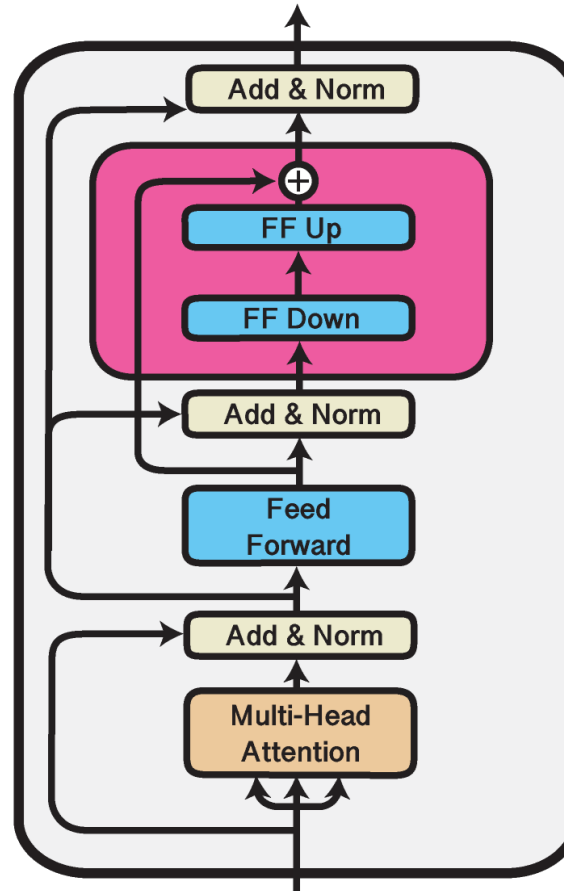 Add & Norm
FF Up
FF Down
Add & Norm
Feed
Forward
Add & Norm
Multi-Head
Attention